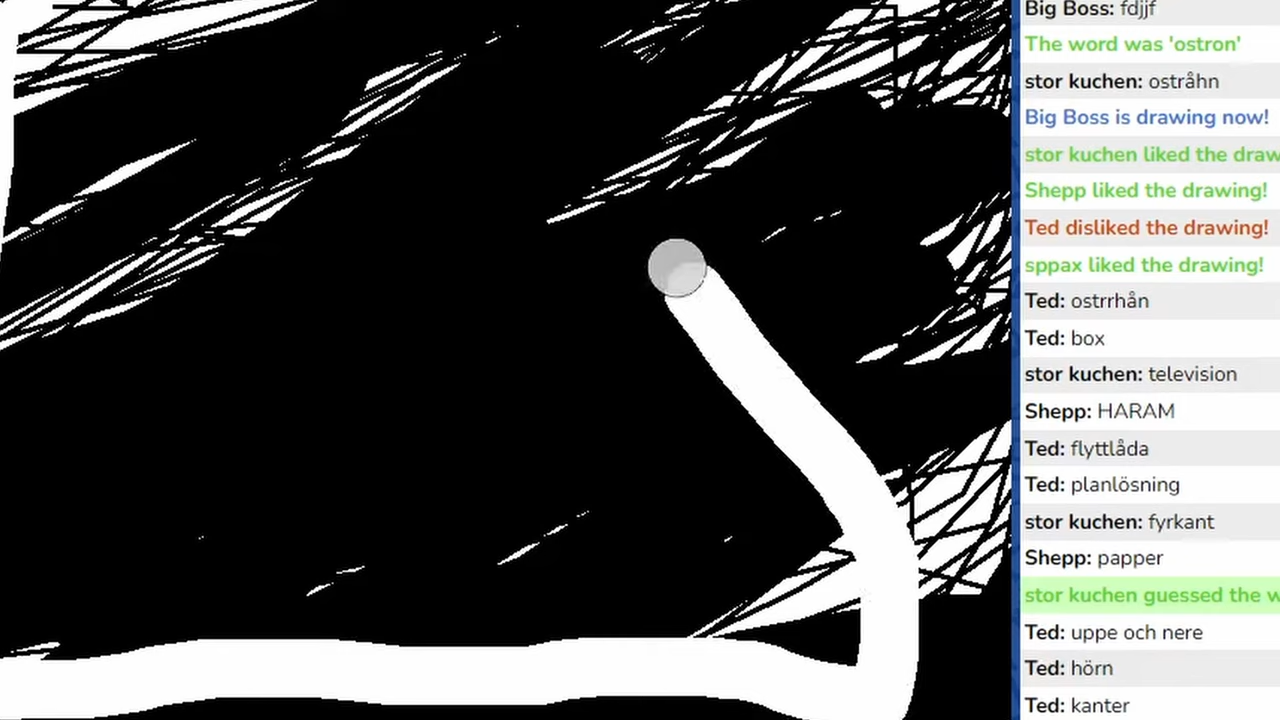 Big Boss: fdjjf
The word was 'ostron'
stor kuchen: ostråhn
Big Boss is drawing now!
stor kuchen liked the draw
Shepp liked the drawing!
Ted disliked the drawing!
sppax liked the drawing!
Ted: ostrrhån
Ted: box
stor kuchen: television
Shepp: HARAM
Ted: flyttlåda
Ted: planlösning
stor kuchen: fyrkant
Shepp: papper
stor kuchen guessed the w
Ted: uppe och nere
Ted: hörn
Ted: kanter